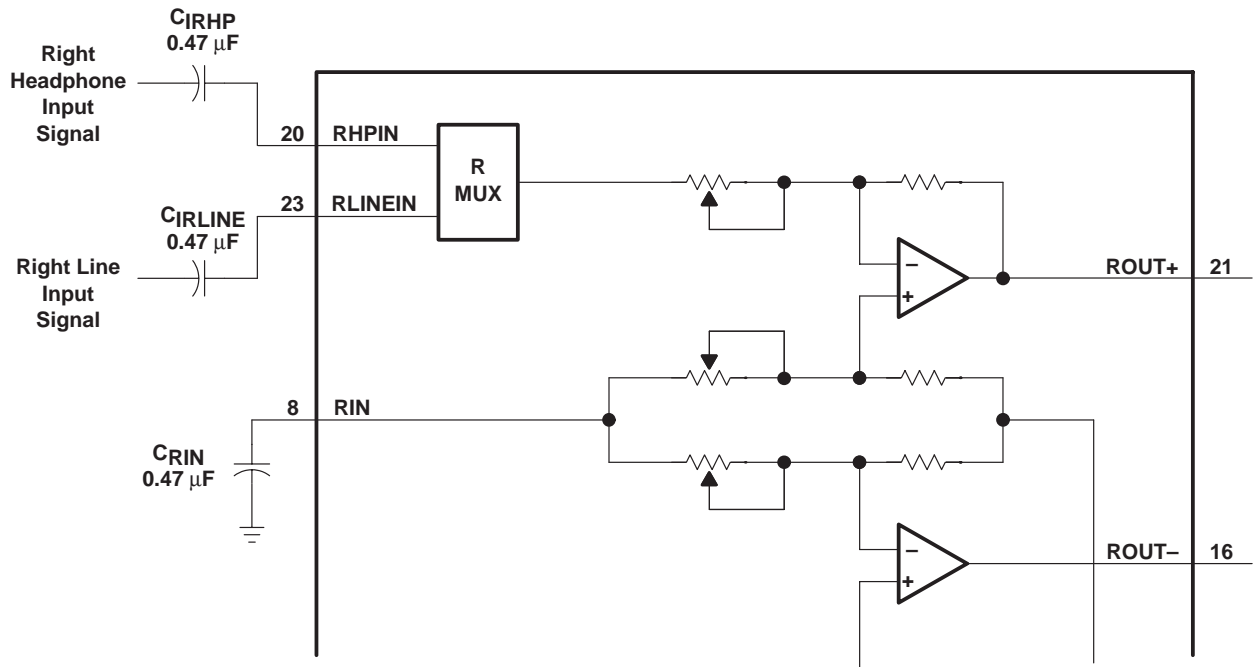 CIRHP
0.47 μF
Right
Headphone
Input
Signal
20 RHPIN
R
MUX
23 RLINEIN
CIRLINE
0.47 μF
Right Line
Input
Signal
−
+
ROUT+ 21
8 RIN
CRIN
0.47 μF
−
+
ROUT− 16